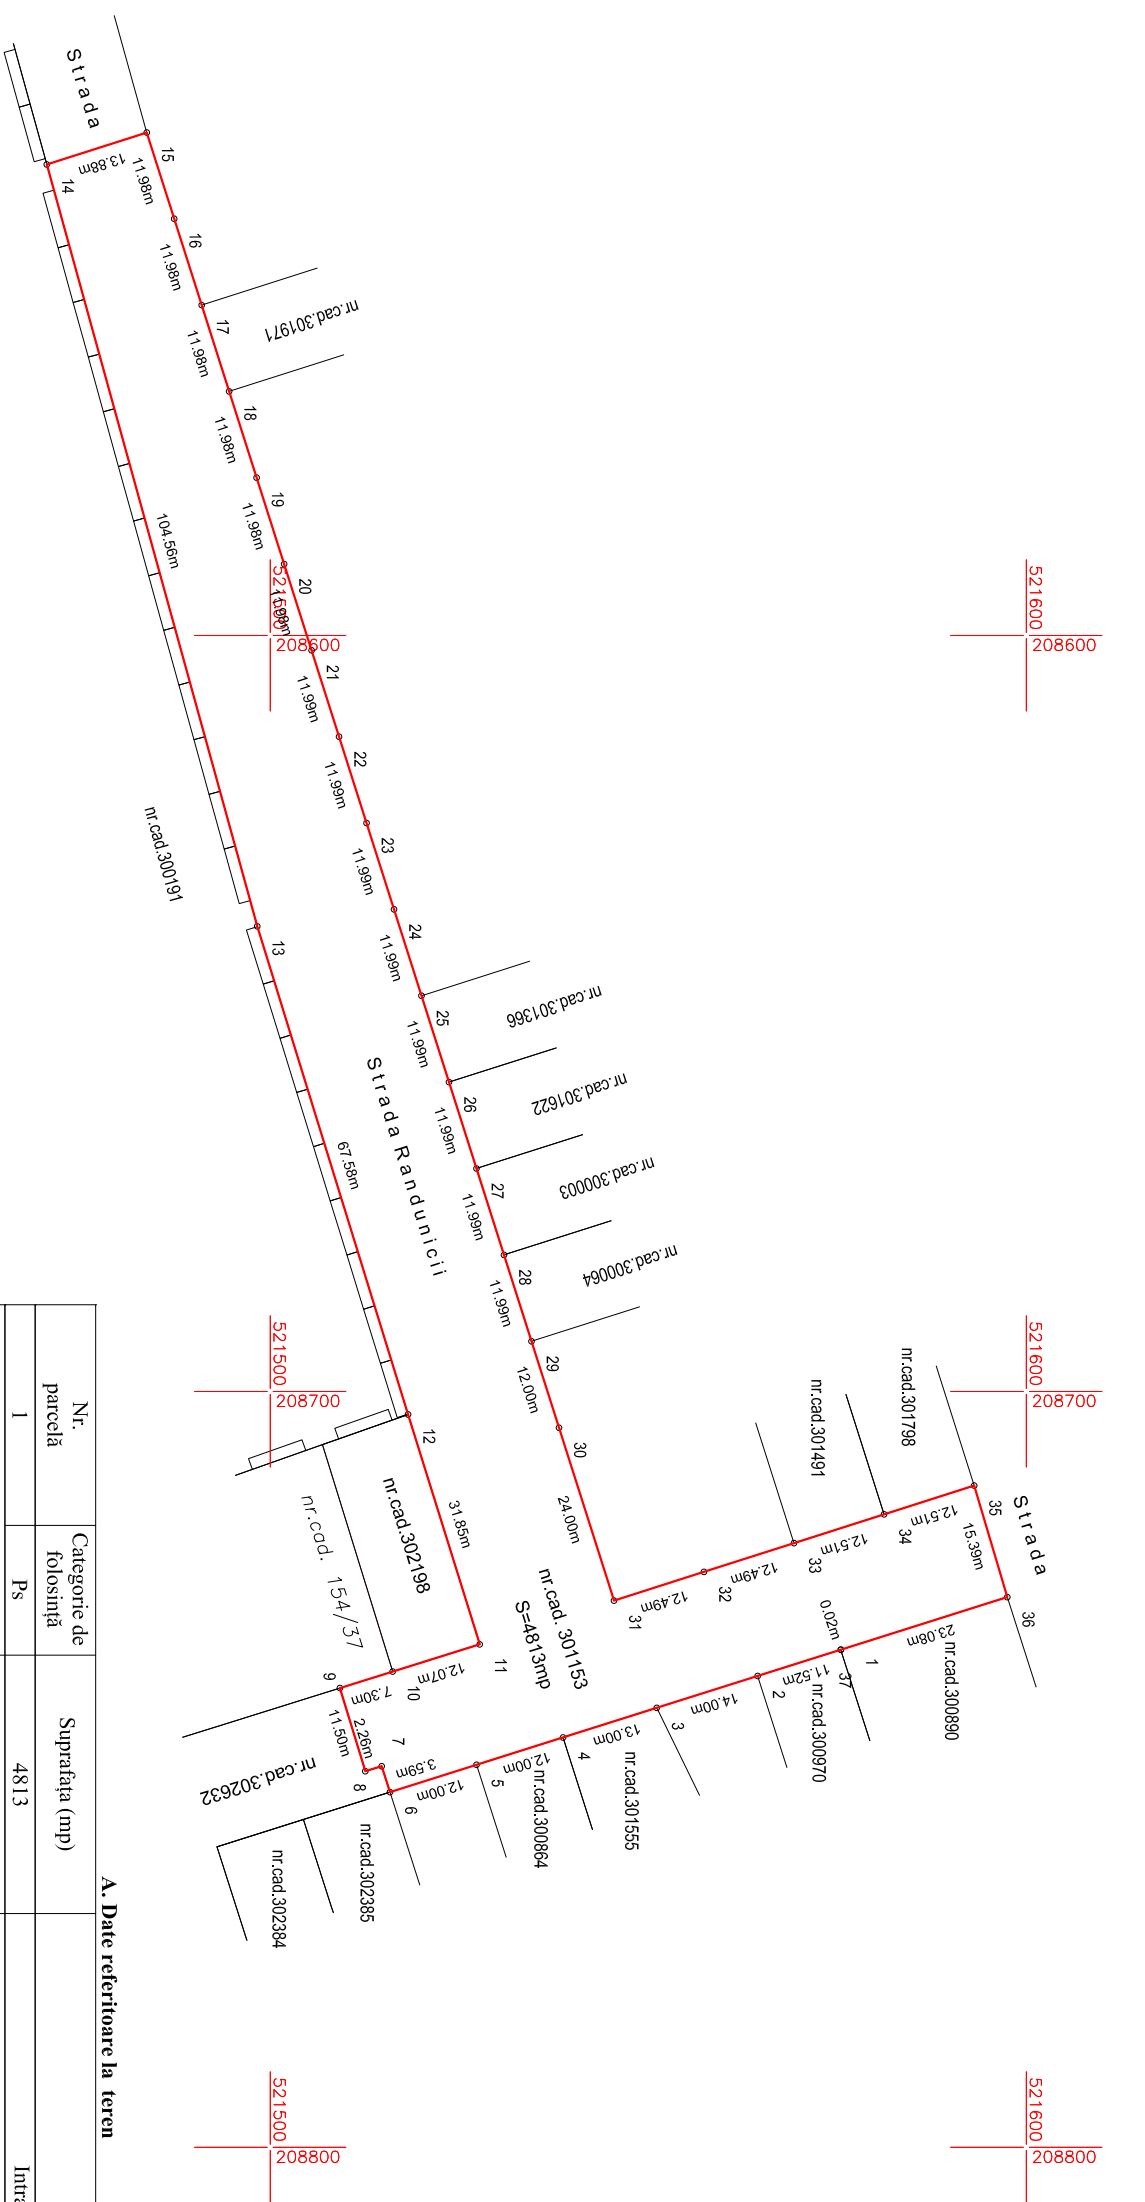 Strada
15
11.98m
13.88m
14
16
11.98m
nr.cad.301971
17
11.98m
18
11.98m
19
11.98m
104.56m
20
11.98m
521500
208600
521600
208600
21
11.99m
22
11.99m
23
11.99m
nr.cad.300191
24
11.99m
13
25
11.99m
nr.cad.301366
26
11.99m
nr.cad.301622
27
11.99m
nr.cad.300003
28
11.99m
nr.cad.300064
Strada Randunicii
67.58m
29
12.00m
521500
208700
521600
208700
30
24.00m
12
31.85m
nr.cad.302198
nr.cad. 154/37
nr.cad. 301153
S=4813mp
nr.cad.301798
nr.cad.301491
Strada
35
15.39m
12.51m
34
12.51m
33
12.49m
32
12.49m
31
36
23.08m
nr.cad.300890
0.02m
1
37
11.52m
nr.cad.300970
2
14.00m
3
13.00m
nr.cad.301555
4
12.00m
nr.cad.300864
5
12.00m
6
11
12.07m
10
7.30m
9
11.50m
2.26m
7
3.59m
8
nr.cad.302632
nr.cad.302385
nr.cad.302384
521500
208800
521600
208800
A. Date referitoare la teren
Nr.
parcelă
Categorie de
folosinţă
Suprafaţa (mp)
1
Ps
4813